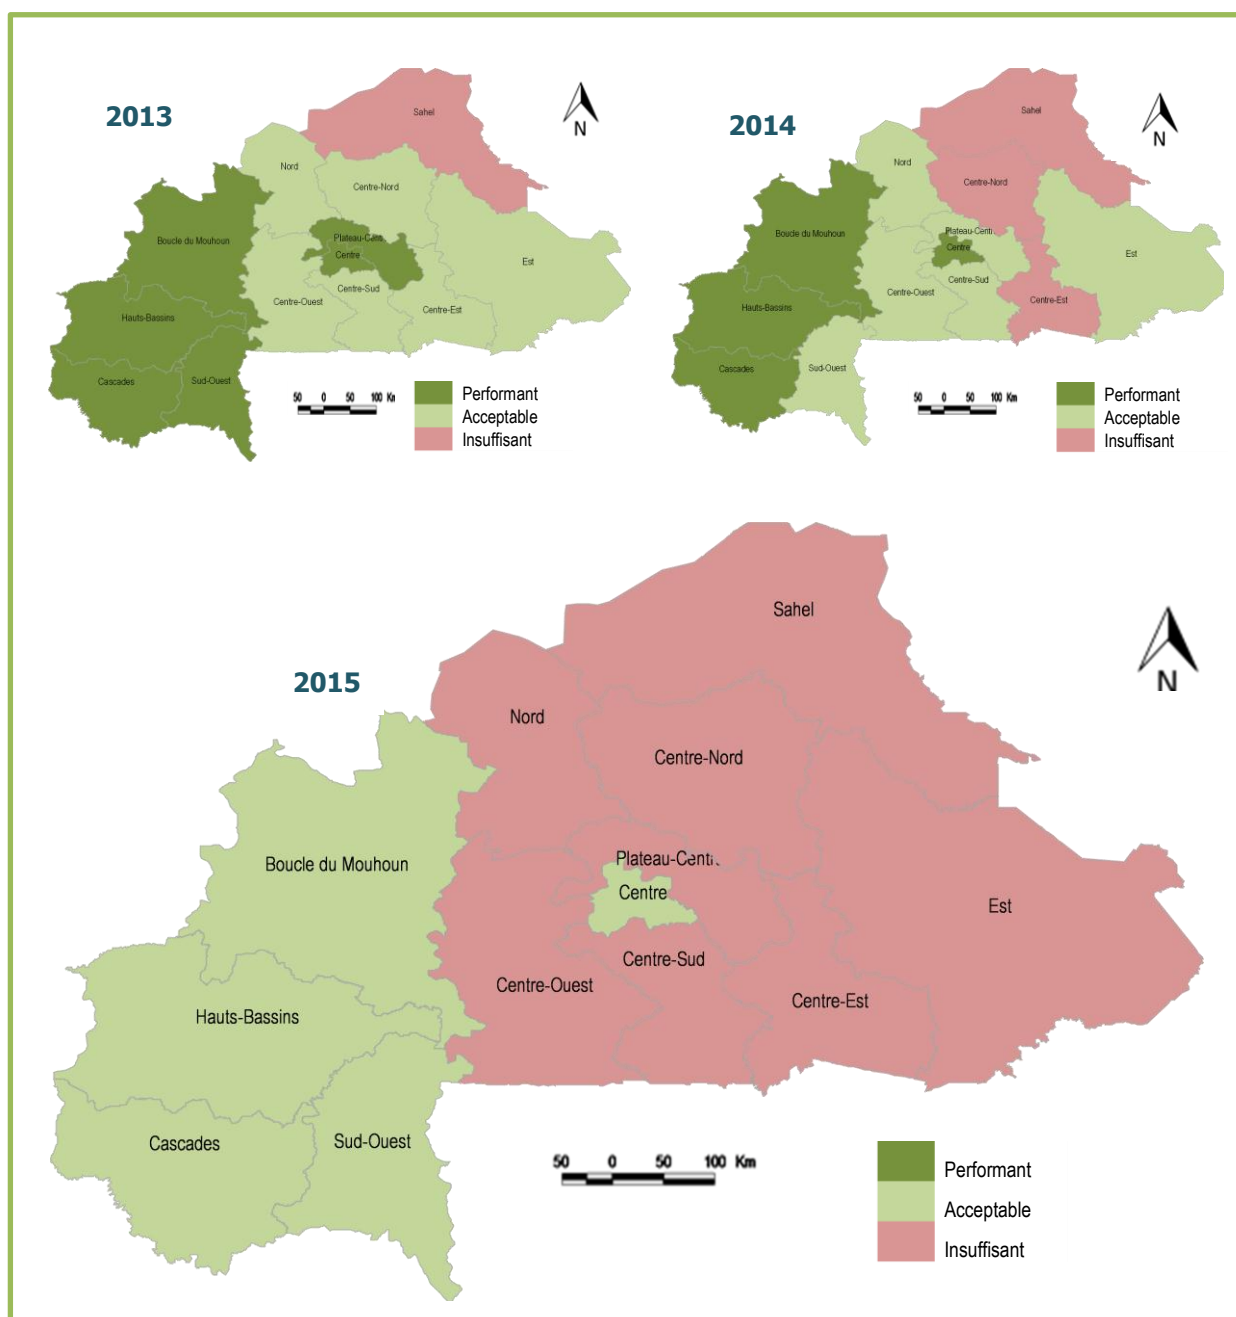 2013
N
Sahel
Nord
Centre-Nord
Boucle du Mouhoun
Plateau-Cent
Centre
Est
Centre-Ouest
Centre-Sud
Centre-Est
Hauts-Bassins
Cascades
Sud-Ouest
50 0 50 100 Km
Performant
Acceptable
Insuffisant
2014
N
Sahel
Nord
Centre-Nord
Boucle du Mouhoun
Plateau-Centr
Centre
Est
Centre-Ouest
Centre-Sud
Centre-Est
Hauts-Bassins
Cascades
Sud-Ouest
50 0 50 100 Km
Performant
Acceptable
Insuffisant
2015
N
Sahel
Nord
Centre-Nord
Boucle du Mouhoun
Plateau-Centr
Centre
Est
Centre-Sud
Centre-Ouest
Centre-Est
Hauts-Bassins
Cascades
Sud-Ouest
50 0 50 100 Km
Performant
Acceptable
Insuffisant